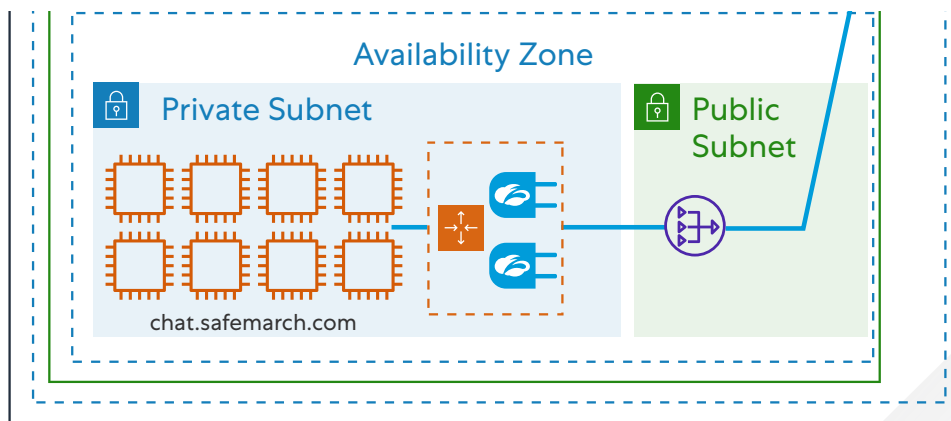 Availability Zone
Private Subnet
Public
Subnet
chat.safemarch.com